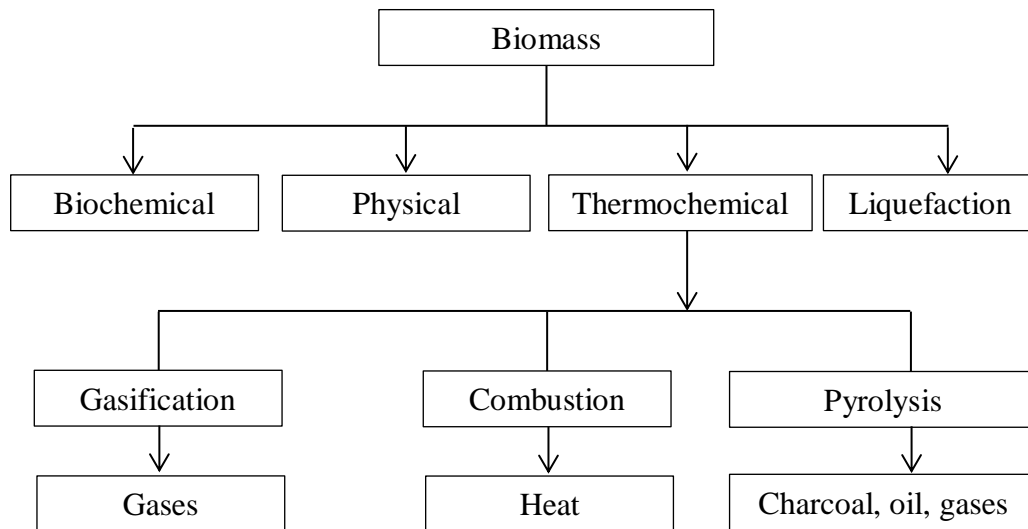 Biomass
Biochemical
Physical
Thermochemical
Liquefaction
Gasification
Combustion
Pyrolysis
Gases
Heat
Charcoal, oil, gases